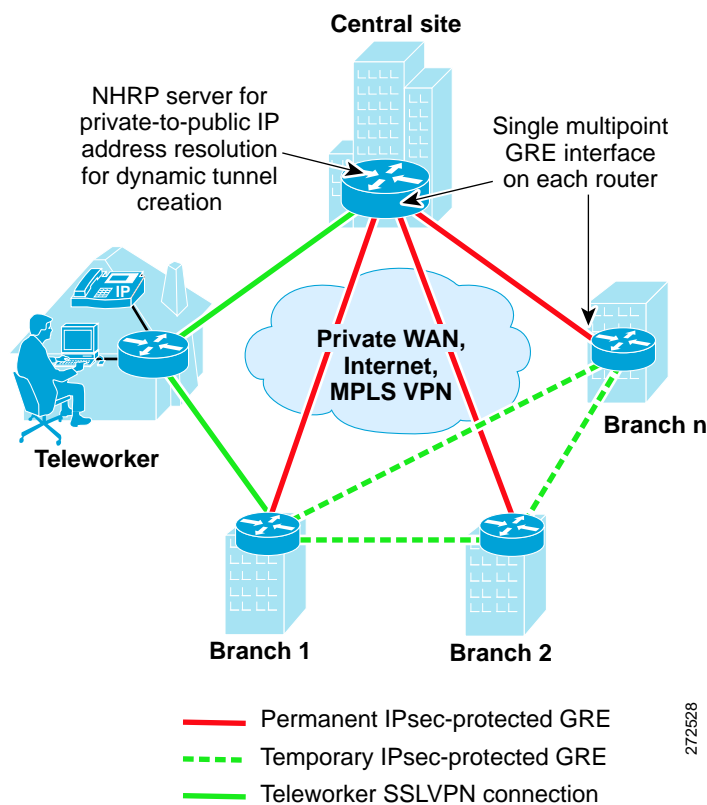 Central site
NHRP server for
private-to-public IP
address resolution
for dynamic tunnel
creation
Single multipoint
GRE interface
on each router
IP
Private WAN,
Internet,
MPLS VPN
Teleworker
Branch n
Branch 1
Branch 2
Permanent IPsec-protected GRE
Temporary IPsec-protected GRE
Teleworker SSLVPN connection
272528